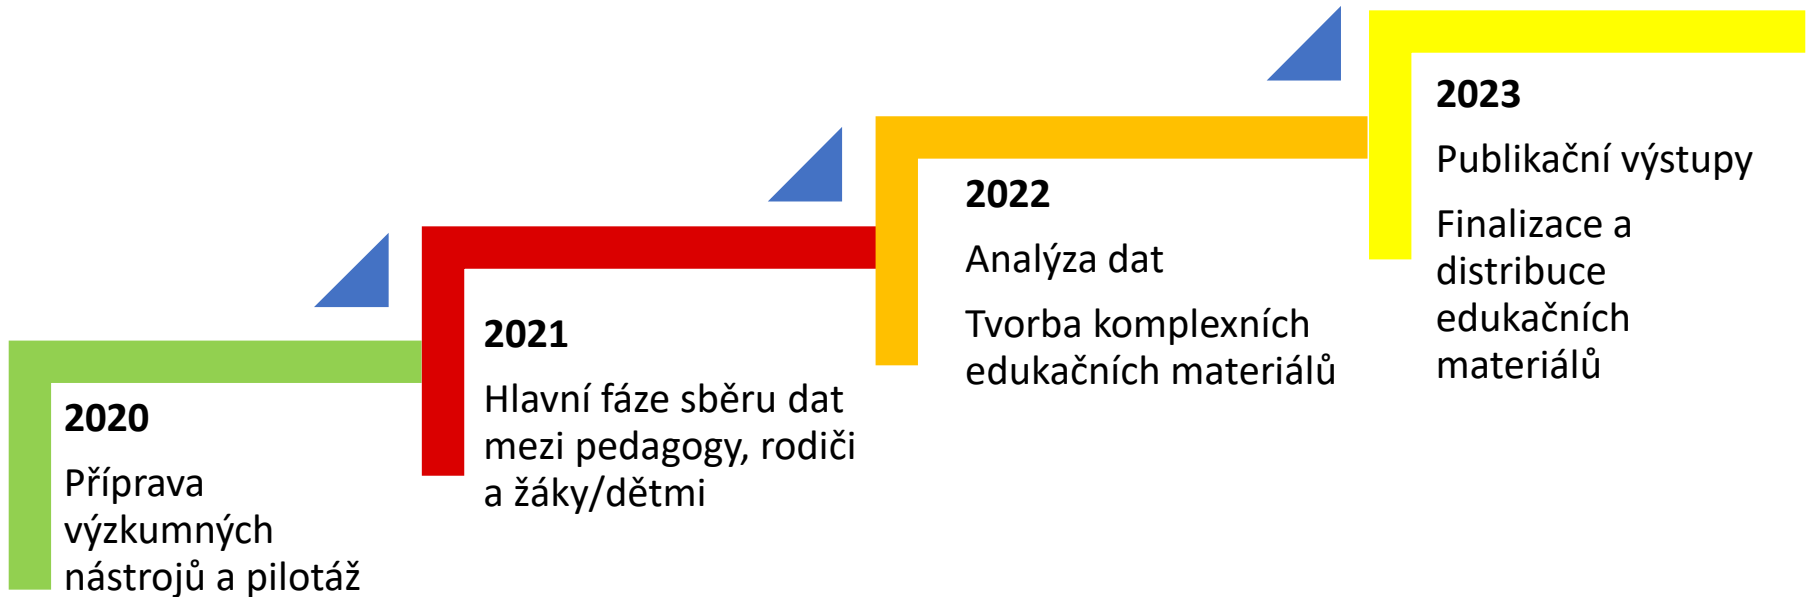 2020
Příprava
výzkumných
nástrojů a pilotáž
2021
Hlavní fáze sběru dat
mezi pedagogy, rodiči
a žáky/dětmi
2022
Analýza dat
Tvorba komplexních
edukačních materiálů
2023
Publikační výstupy
Finalizace a
distribuce
edukačních
materiálů